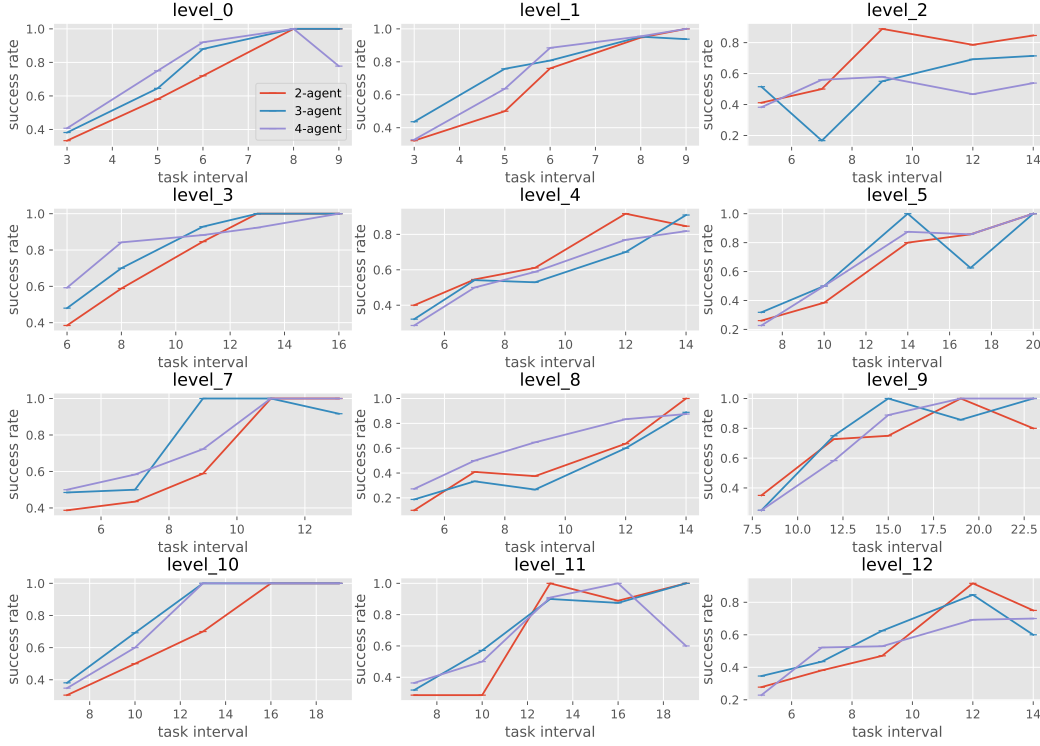 level_0
level_1
level_2
success rate
1.0
0.8
0.6
0.4
2-agent
3-agent
4-agent
3 4 5 6 7 8 9
task interval
success rate
1.0
0.8
0.6
0.4
3 4 5 6 7 8 9
task interval
success rate
0.8
0.6
0.4
0.2
6 8 10 12 14
task interval
level_3
level_4
level_5
success rate
1.0
0.8
0.6
0.4
6 8 10 12 14 16
task interval
success rate
0.8
0.6
0.4
6 8 10 12 14
task interval
success rate
1.0
0.8
0.6
0.4
0.2
8 10 12 14 16 18 20
task interval
level_7
level_8
level_9
success rate
1.0
0.8
0.6
0.4
6 8 10 12
task interval
success rate
1.0
0.8
0.6
0.4
0.2
6 8 10 12 14
task interval
success rate
1.0
0.8
0.6
0.4
7.5 10.0 12.5 15.0 17.5 20.0 22.5
task interval
level_10
level_11
level_12
success rate
1.0
0.8
0.6
0.4
8 10 12 14 16 18
task interval
success rate
1.0
0.8
0.6
0.4
8 10 12 14 16 18
task interval
success rate
0.8
0.6
0.4
0.2
6 8 10 12 14
task interval